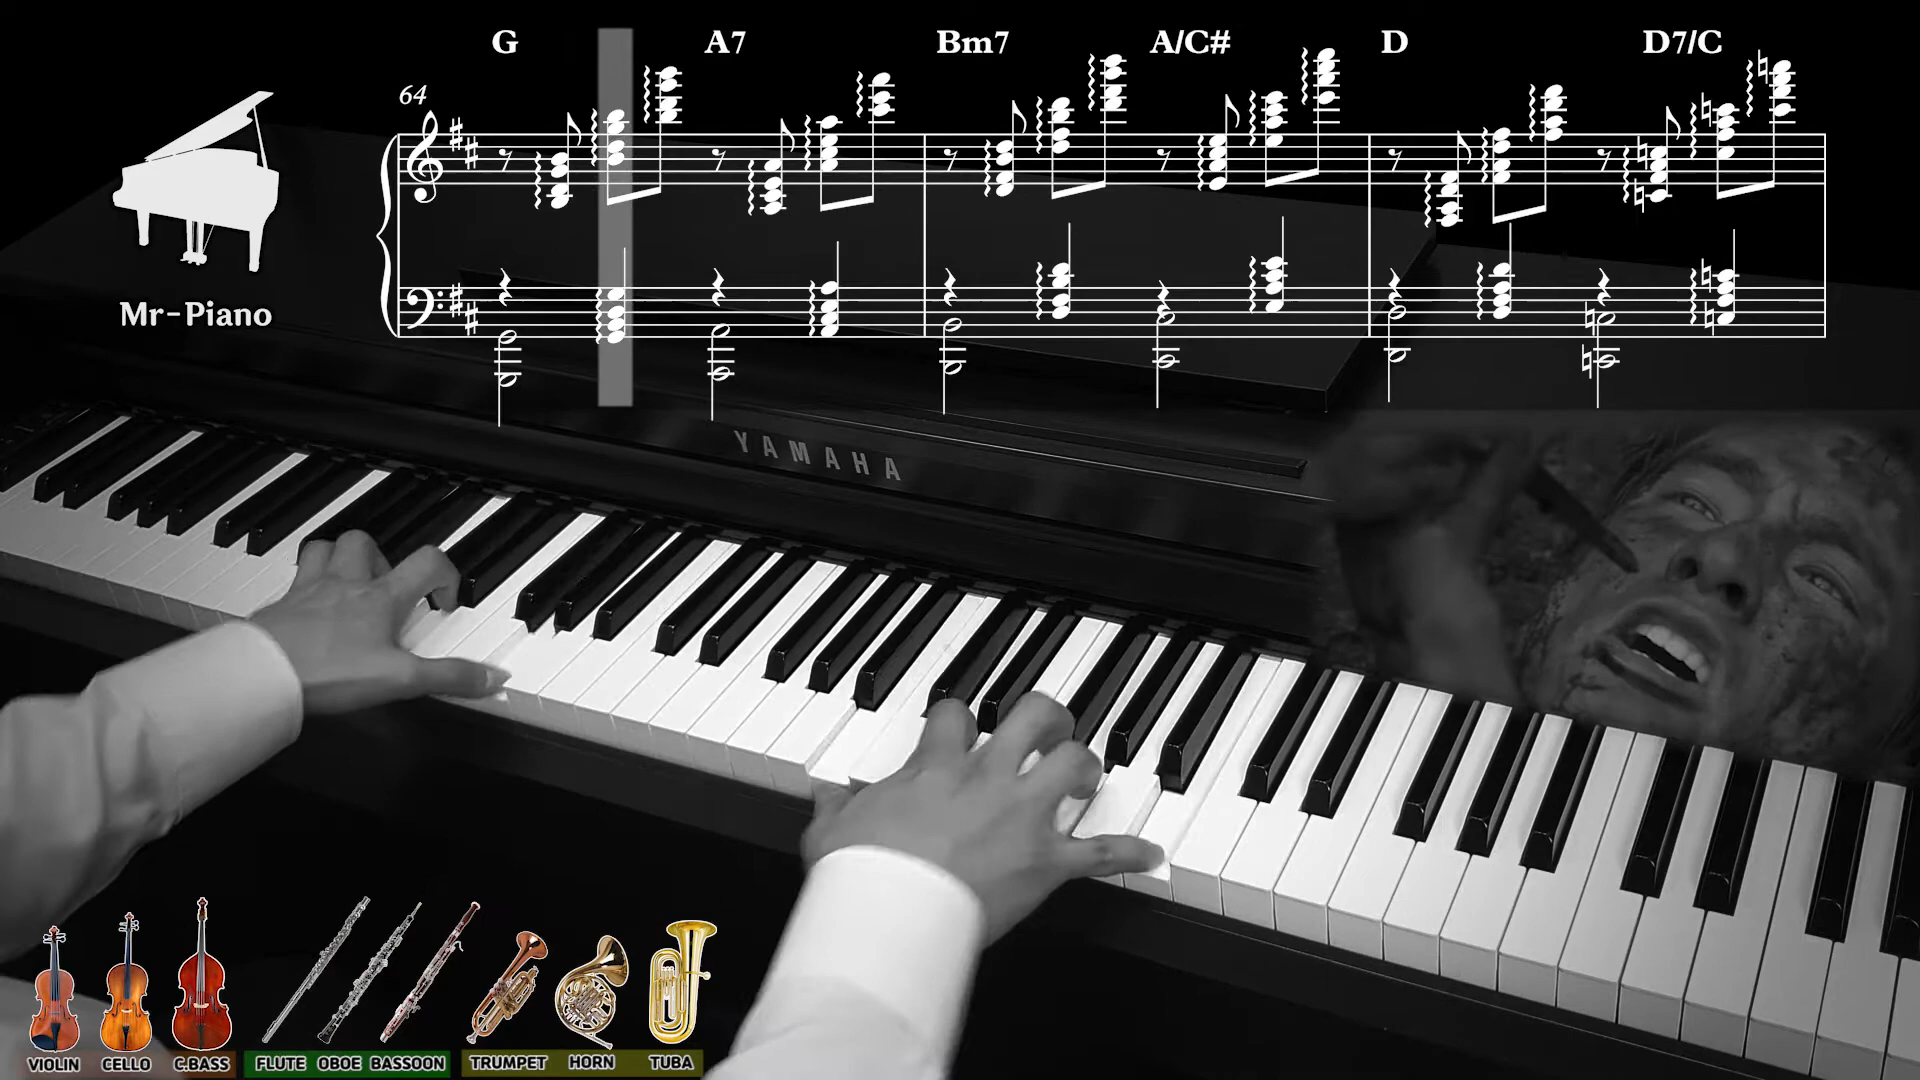 G A7 Bm7 A/C# D D7/C
64
Mr-Piano
YAMAHA
VIOLIN CELLO C.BASS FLUTE OBOE BASSOON TRUMPET HORN TUBA